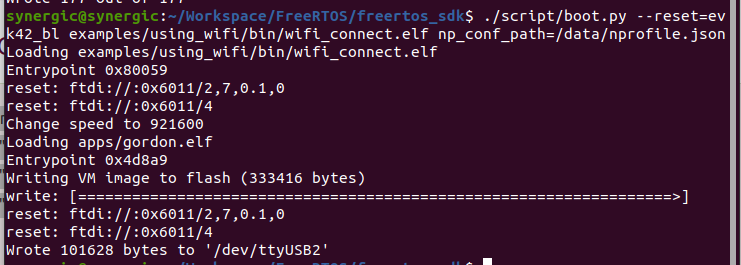 synergic@synergic:~/Workspace/FreeRTOS/freertos_sdk$ ./script/boot.py --reset=ev
k42_bl examples/using_wifi/bin/wifi_connect.elf np_conf_path=/data/nprofile.json
Loading examples/using_wifi/bin/wifi_connect.elf
Entrypoint 0x80059
reset: ftdi://:0x6011/2,7,0.1,0
reset: ftdi://:0x6011/4
Change speed to 921600
Loading apps/gordon.elf
Entrypoint 0x4d8a9
Writing VM image to flash (333416 bytes)
write: [================================================================>]
reset: ftdi://:0x6011/2,7,0.1,0
reset: ftdi://:0x6011/4
Wrote 101628 bytes to '/dev/ttyUSB2'